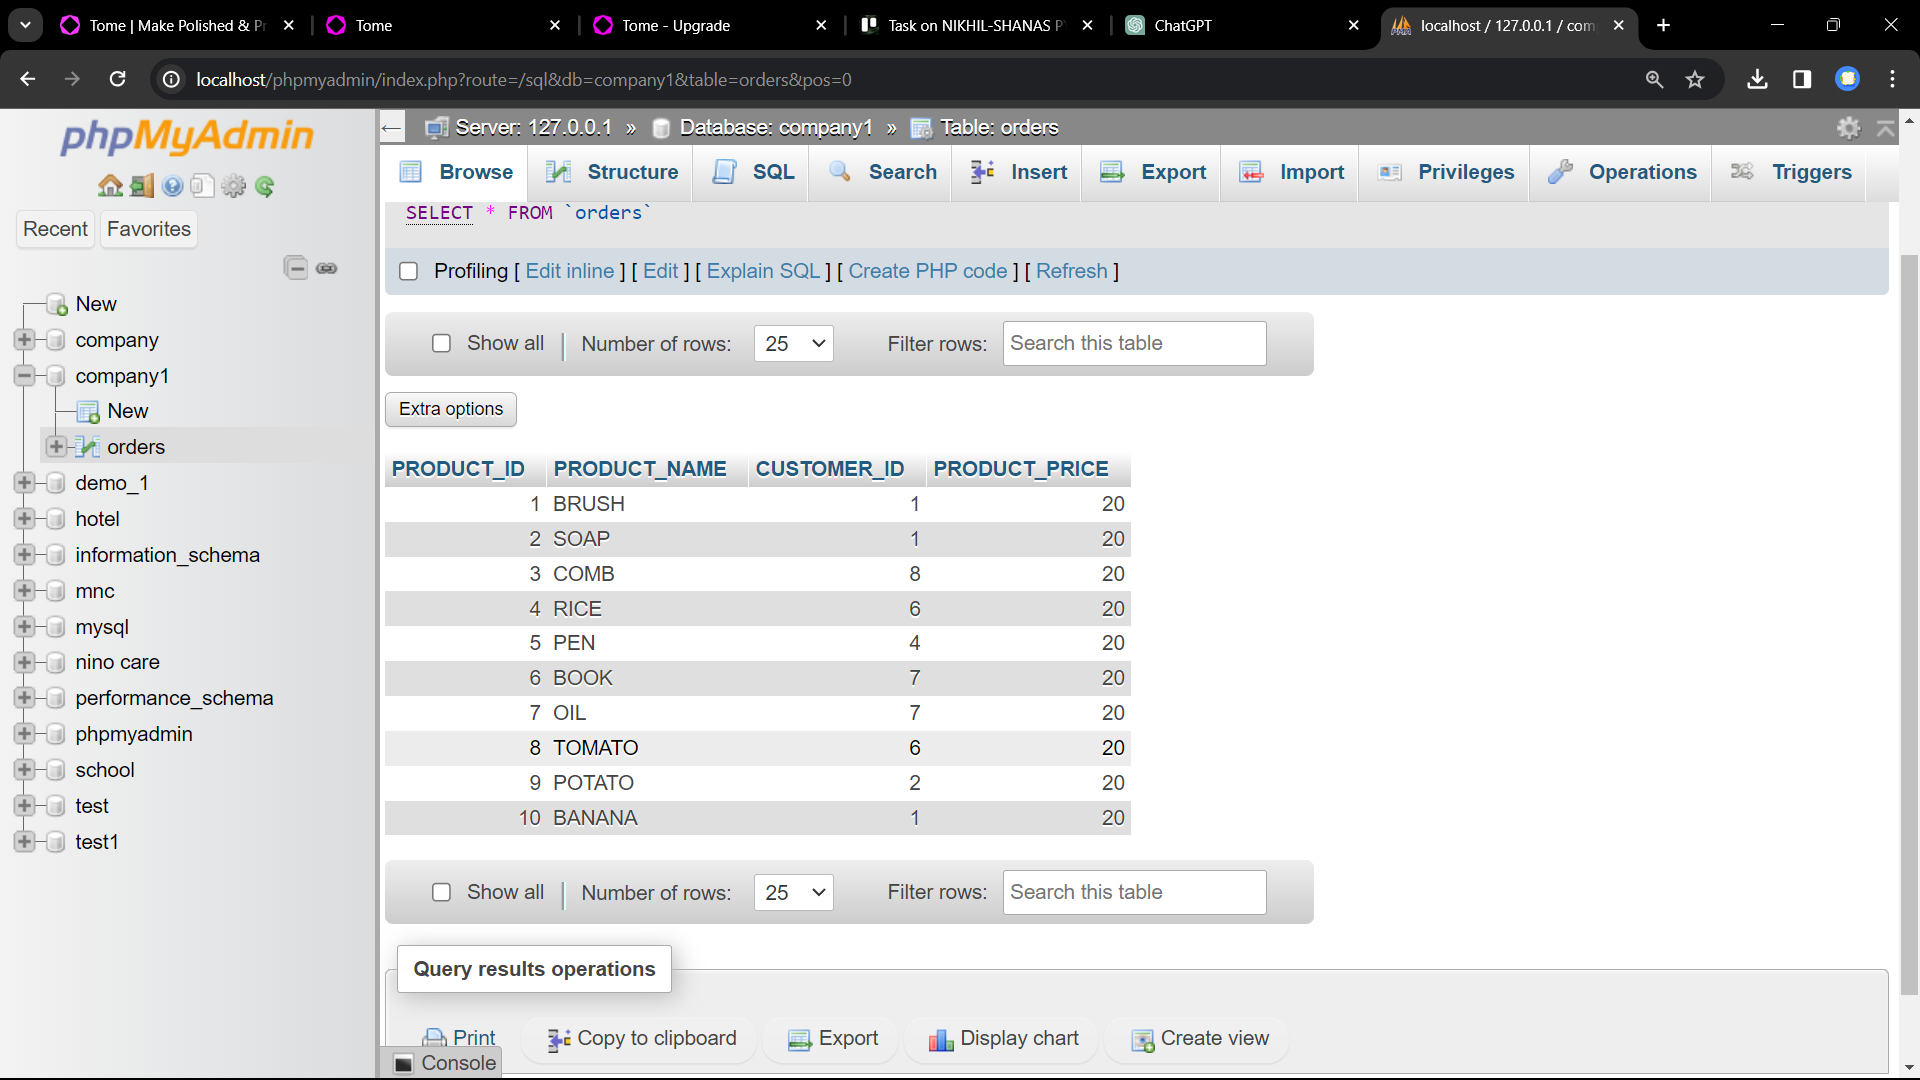 Tome | Make Polished & Pr
Tome
Tome - Upgrade
Task on NIKHIL-SHANAS P
ChatGPT
localhost / 127.0.0.1 / com
localhost/phpmyadmin/index.php?route=/sql&db=company1&table=orders&pos=0
phpMyAdmin
Recent
Favorites
New
company
company1
New
orders
demo_1
hotel
information_schema
mnc
mysql
nino care
performance_schema
phpmyadmin
school
test
test1
Server: 127.0.0.1 » Database: company1 » Table: orders
Browse Structure SQL Search Insert Export Import Privileges Operations Triggers
SELECT * FROM `orders`
Profiling [ Edit inline ] [ Edit ] [ Explain SQL ] [ Create PHP code ] [ Refresh ]
Show all | Number of rows: 25 Filter rows: Search this table
Extra options
PRODUCT_ID PRODUCT_NAME CUSTOMER_ID PRODUCT_PRICE
1 BRUSH 1 20
2 SOAP 1 20
3 COMB 8 20
4 RICE 6 20
5 PEN 4 20
6 BOOK 7 20
7 OIL 7 20
8 TOMATO 6 20
9 POTATO 2 20
10 BANANA 1 20
Show all | Number of rows: 25 Filter rows: Search this table
Query results operations
Print Copy to clipboard Export Display chart Create view
Console